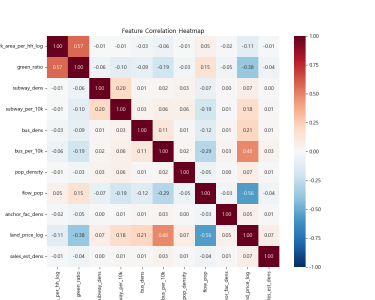 Feature Correlation Heatmap
k_area_per_hh_log 1.00 0.57 -0.01 -0.01 -0.03 -0.06 -0.01 0.05 -0.02 -0.11 -0.01
green_ratio 0.57 1.00 -0.06 -0.10 -0.09 -0.19 -0.03 0.15 -0.05 -0.38 -0.04
subway_dens -0.01 -0.06 1.00 0.20 0.01 0.02 0.03 -0.07 0.00 0.07 0.00
subway_per_10k -0.01 -0.10 0.20 1.00 0.03 0.06 0.06 -0.19 0.01 0.18 0.01
bus_dens -0.03 -0.09 0.01 0.03 1.00 0.11 0.01 -0.12 0.01 0.21 0.01
bus_per_10k -0.06 -0.19 0.02 0.06 0.11 1.00 0.02 -0.29 0.03 0.48 0.03
pop_density -0.01 -0.03 0.03 0.06 0.01 0.02 1.00 -0.05 0.00 0.07 0.01
flow_pop 0.05 0.15 -0.07 -0.19 -0.12 -0.29 -0.05 1.00 -0.03 -0.56 -0.04
anchor_fac_dens -0.02 -0.05 0.00 0.01 0.01 0.03 0.00 -0.03 1.00 0.05 0.01
land_price_log -0.11 -0.38 0.07 0.18 0.21 0.48 0.07 -0.56 0.05 1.00 0.07
sales_est_dens -0.01 -0.04 0.00 0.01 0.01 0.03 0.01 -0.04 0.01 0.07 1.00
_per_hh_log green_ratio ubway_dens way_per_10k bus_dens us_per_10k op_density flow_pop or_fac_dens nd_price_log es_est_dens
1.00
0.75
0.50
0.25
0.00
-0.25
-0.50
-0.75
-1.00